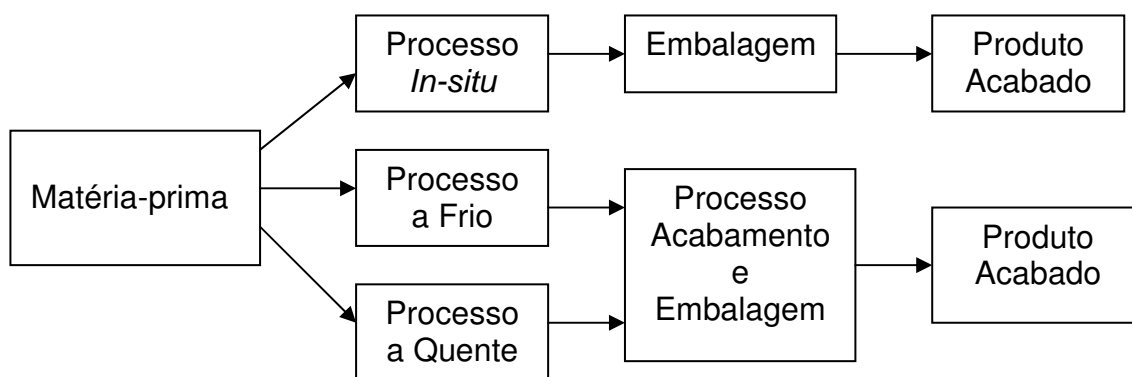 Processo
In-situ
Embalagem
Produto
Acabado
Matéria-prima
Processo
a Frio
Processo
a Quente
Processo
Acabamento
e
Embalagem
Produto
Acabado